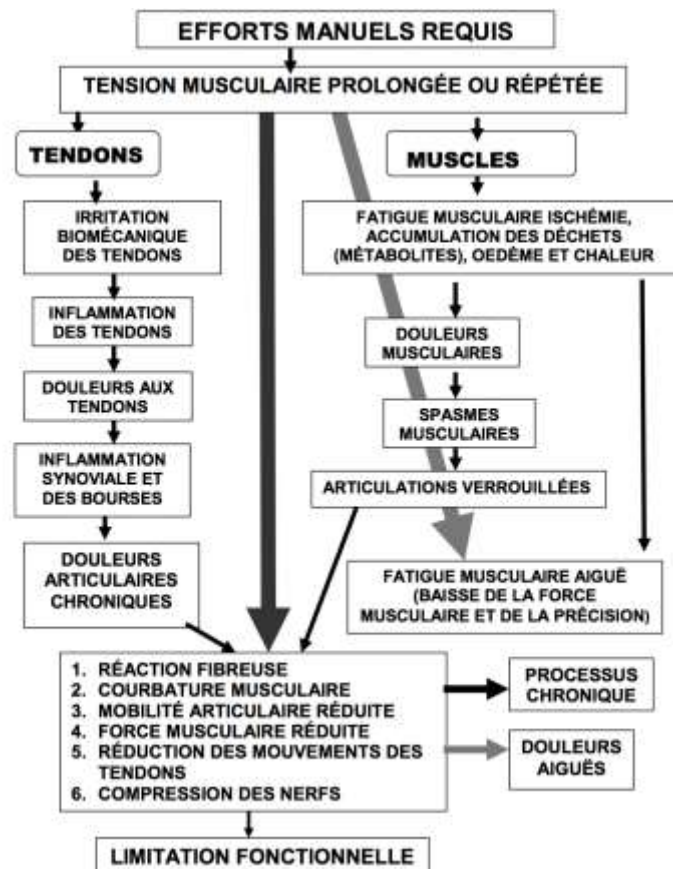 EFFORTS MANUELS REQUIS
TENSION MUSCULAIRE PROLONGÉE OU RÉPÉTÉE
TENDONS
IRRITATION
BIOMÉCANIQUE
DES TENDONS
INFLAMMATION
DES TENDONS
DOULEURS AUX
TENDONS
INFLAMMATION
SYNOVIALE ET
DES BOURSES
DOULEURS
ARTICULAIRES
CHRONIQUES
MUSCLES
FATIGUE MUSCULAIRE ISCHÉMIE,
ACCUMULATION DES DÉCHETS
(MÉTABOLITES), OEDÈME ET CHALEUR
DOULEURS
MUSCULAIRES
SPASMES
MUSCULAIRES
ARTICULATIONS VERROUILLÉES
FATIGUE MUSCULAIRE AIGUË
(BAISSE DE LA FORCE
MUSCULAIRE ET DE LA PRÉCISION)
1. RÉACTION FIBREUSE
2. COURBATURE MUSCULAIRE
3. MOBILITÉ ARTICULAIRE RÉDUITE
4. FORCE MUSCULAIRE RÉDUITE
5. RÉDUCTION DES MOUVEMENTS DES
TENDONS
6. COMPRESSION DES NERFS
PROCESSUS
CHRONIQUE
DOULEURS
AIGUËS
LIMITATION FONCTIONNELLE